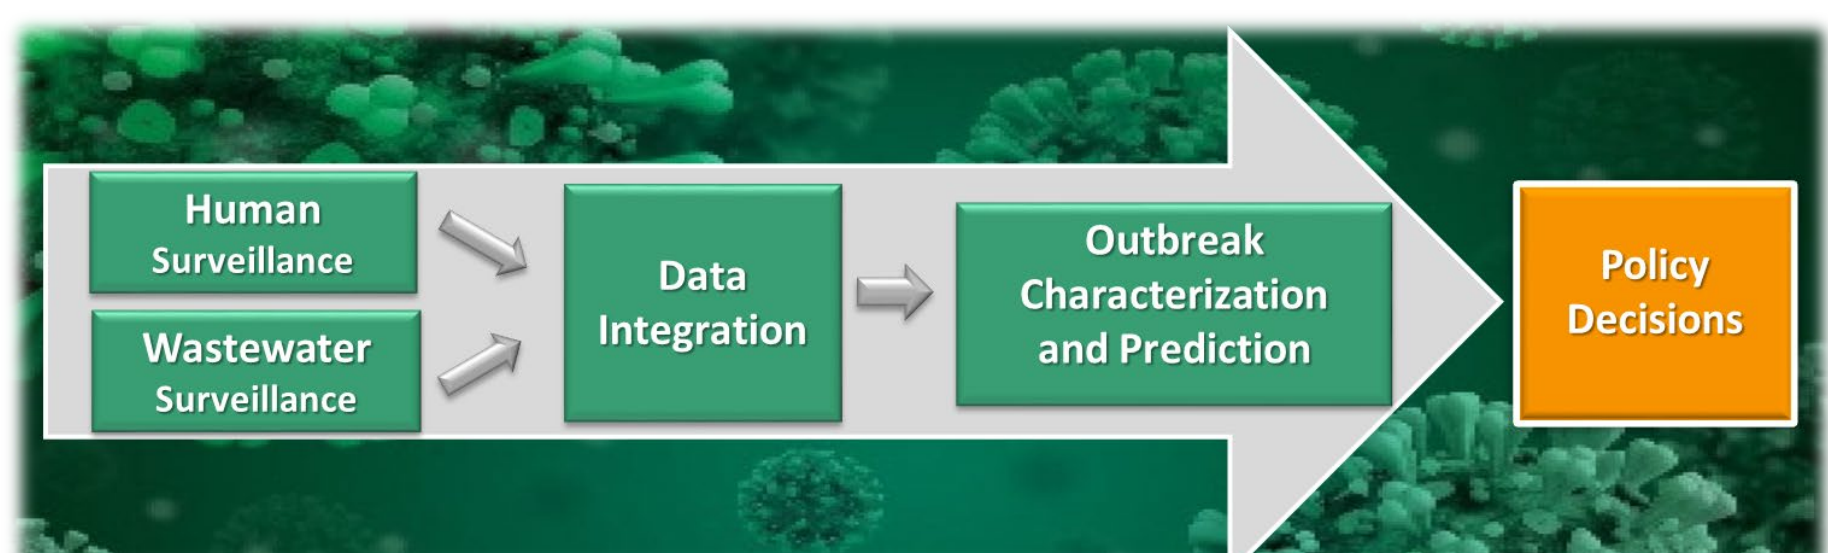 Human
Surveillance
Wastewater
Surveillance
Data
Integration
Outbreak
Characterization
and Prediction
Policy
Decisions